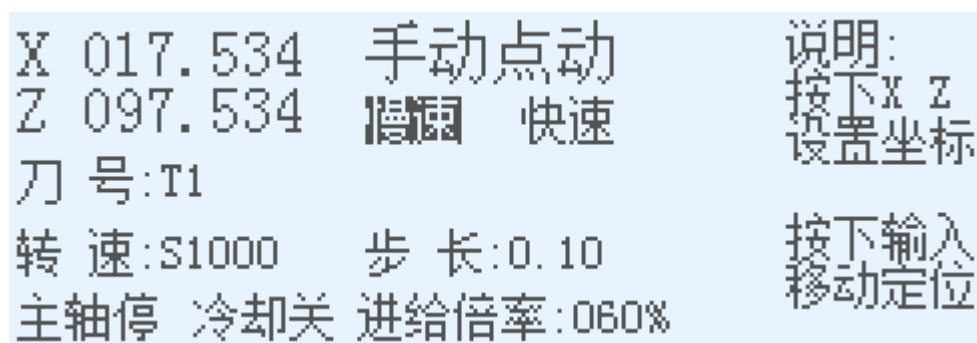 X 017.534 手动点动
Z 097.534 慢速 快速
刀 号:T1
转 速:S1000 步 长:0.10
主轴停 冷却关 进给倍率:060%
说明:
按下X Z
设置坐标
按下输入
移动定位